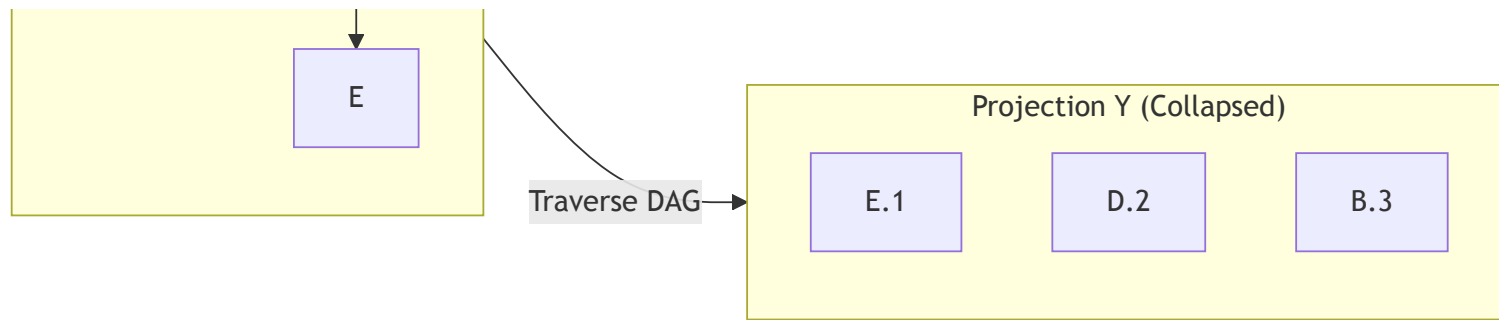 E
Traverse DAG
Projection Y (Collapsed)
E.1
D.2
B.3